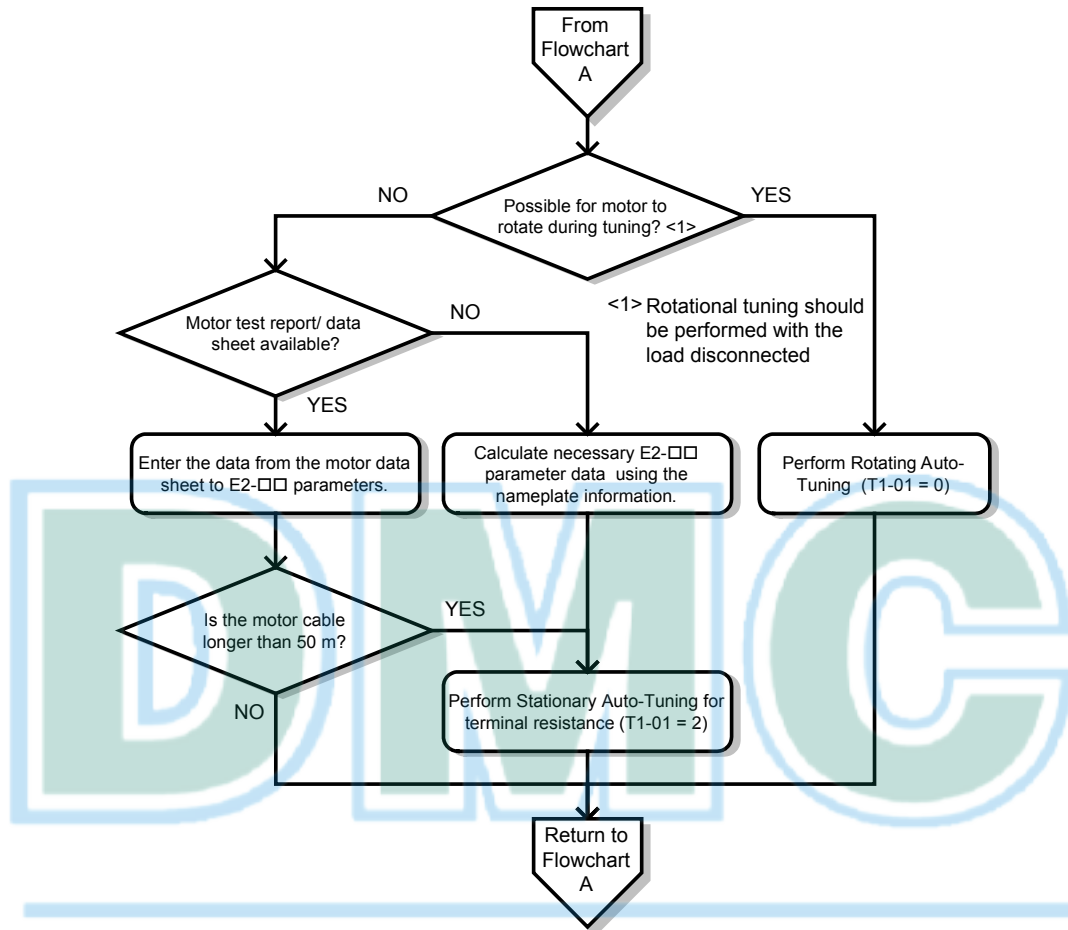 From
Flowchart
A
NO
Possible for motor to
rotate during tuning? <1>
YES
Motor test report/ data
sheet available?
NO
<1> Rotational tuning should
be performed with the
load disconnected
YES
Enter the data from the motor data
sheet to E2-□□ parameters.
Calculate necessary E2-□□
parameter data using the
nameplate information.
Perform Rotating Auto-
Tuning (T1-01 = 0)
Is the motor cable
longer than 50 m?
YES
NO
Perform Stationary Auto-Tuning for
terminal resistance (T1-01 = 2)
Return to
Flowchart
A
DMC